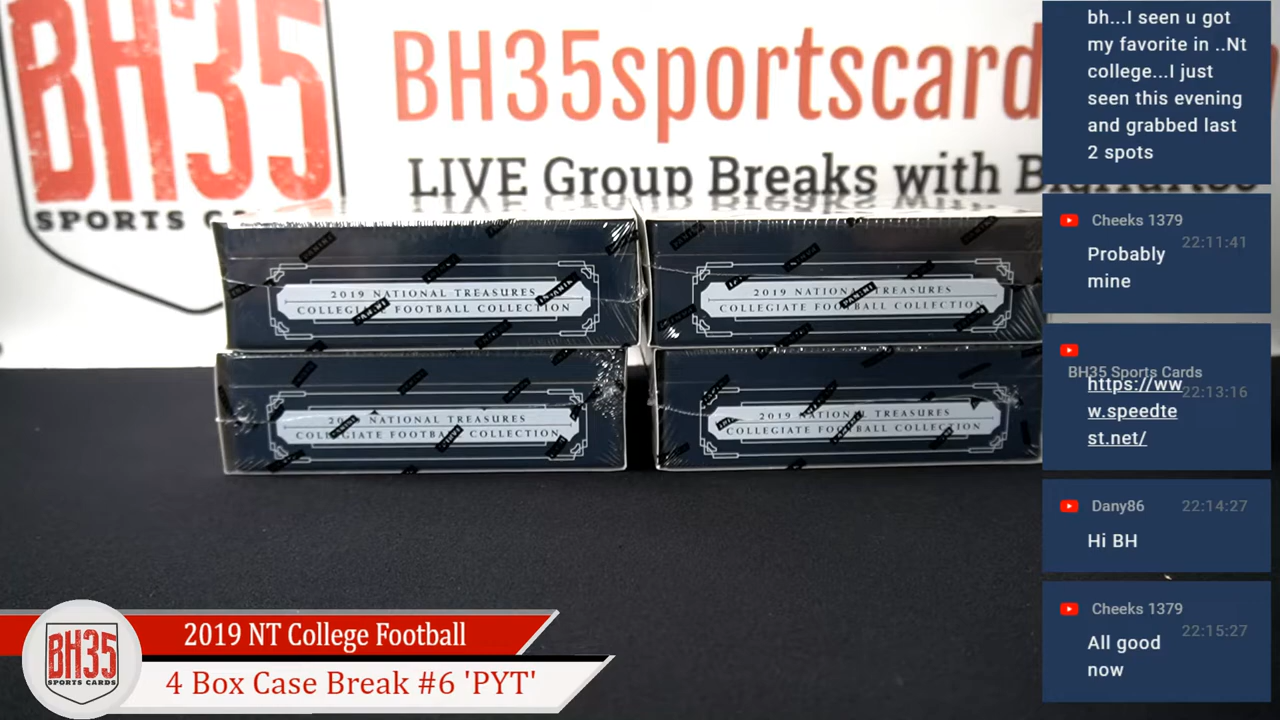 BH35
SPORTS C
BH35sportscard
LIVE Group Breaks with
2019 NATIONAL TREASURES
COLLEGIATE FOOTBALL COLLECTION
2019 NATIONAL TREASURES
COLLEGIATE FOOTBALL COLLECTION
2019 NATIONAL TREASURES
COLLEGIATE FOOTBALL COLLECTION
2019 NATIONAL TREASURES
COLLEGIATE FOOTBALL COLLECTION
PANINI
bh...I seen u got
my favorite in ..Nt
college...I just
seen this evening
and grabbed last
2 spots
Cheeks 1379
22:11:41
Probably
mine
BH35 Sports Cards
22:13:16
https://ww
w.speedte
st.net/
Dany86
22:14:27
Hi BH
Cheeks 1379
22:15:27
All good
now
BH35
SPORTS CARDS
2019 NT College Football
4 Box Case Break #6 'PYT'